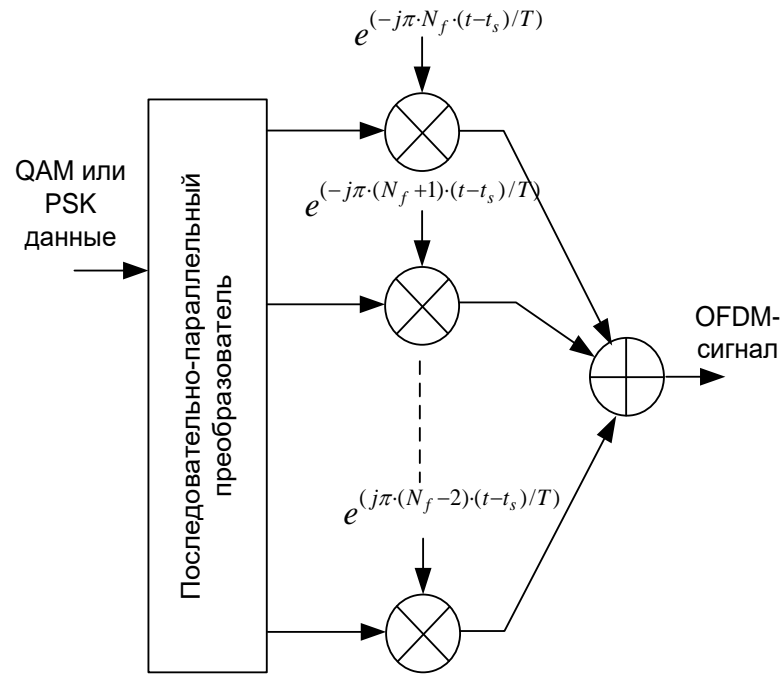 e^{(-jπ·N_f·(t-t_s)/T)}
QAM или
PSK
данные
Последовательно-параллельный
преобразователь
e^{(-jπ·(N_f+1)·(t-t_s)/T)}
e^{(jπ·(N_f-2)·(t-t_s)/T)}
OFDM-
сигнал